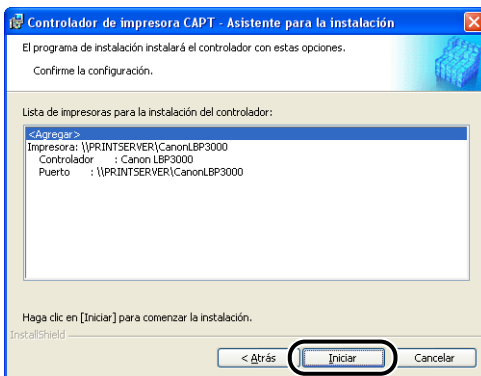 Controlador de impresora CAPT - Asistente para la instalación
El programa de instalación instalará el controlador con estas opciones.
Confirme la configuración.
Lista de impresoras para la instalación del controlador:
<Agregar>
Impresora: \\PRINTSERVER\CanonLBP3000
Controlador : Canon LBP3000
Puerto : \\PRINTSERVER\CanonLBP3000
Haga clic en [Iniciar] para comenzar la instalación.
InstallShield
< Atrás Iniciar Cancelar